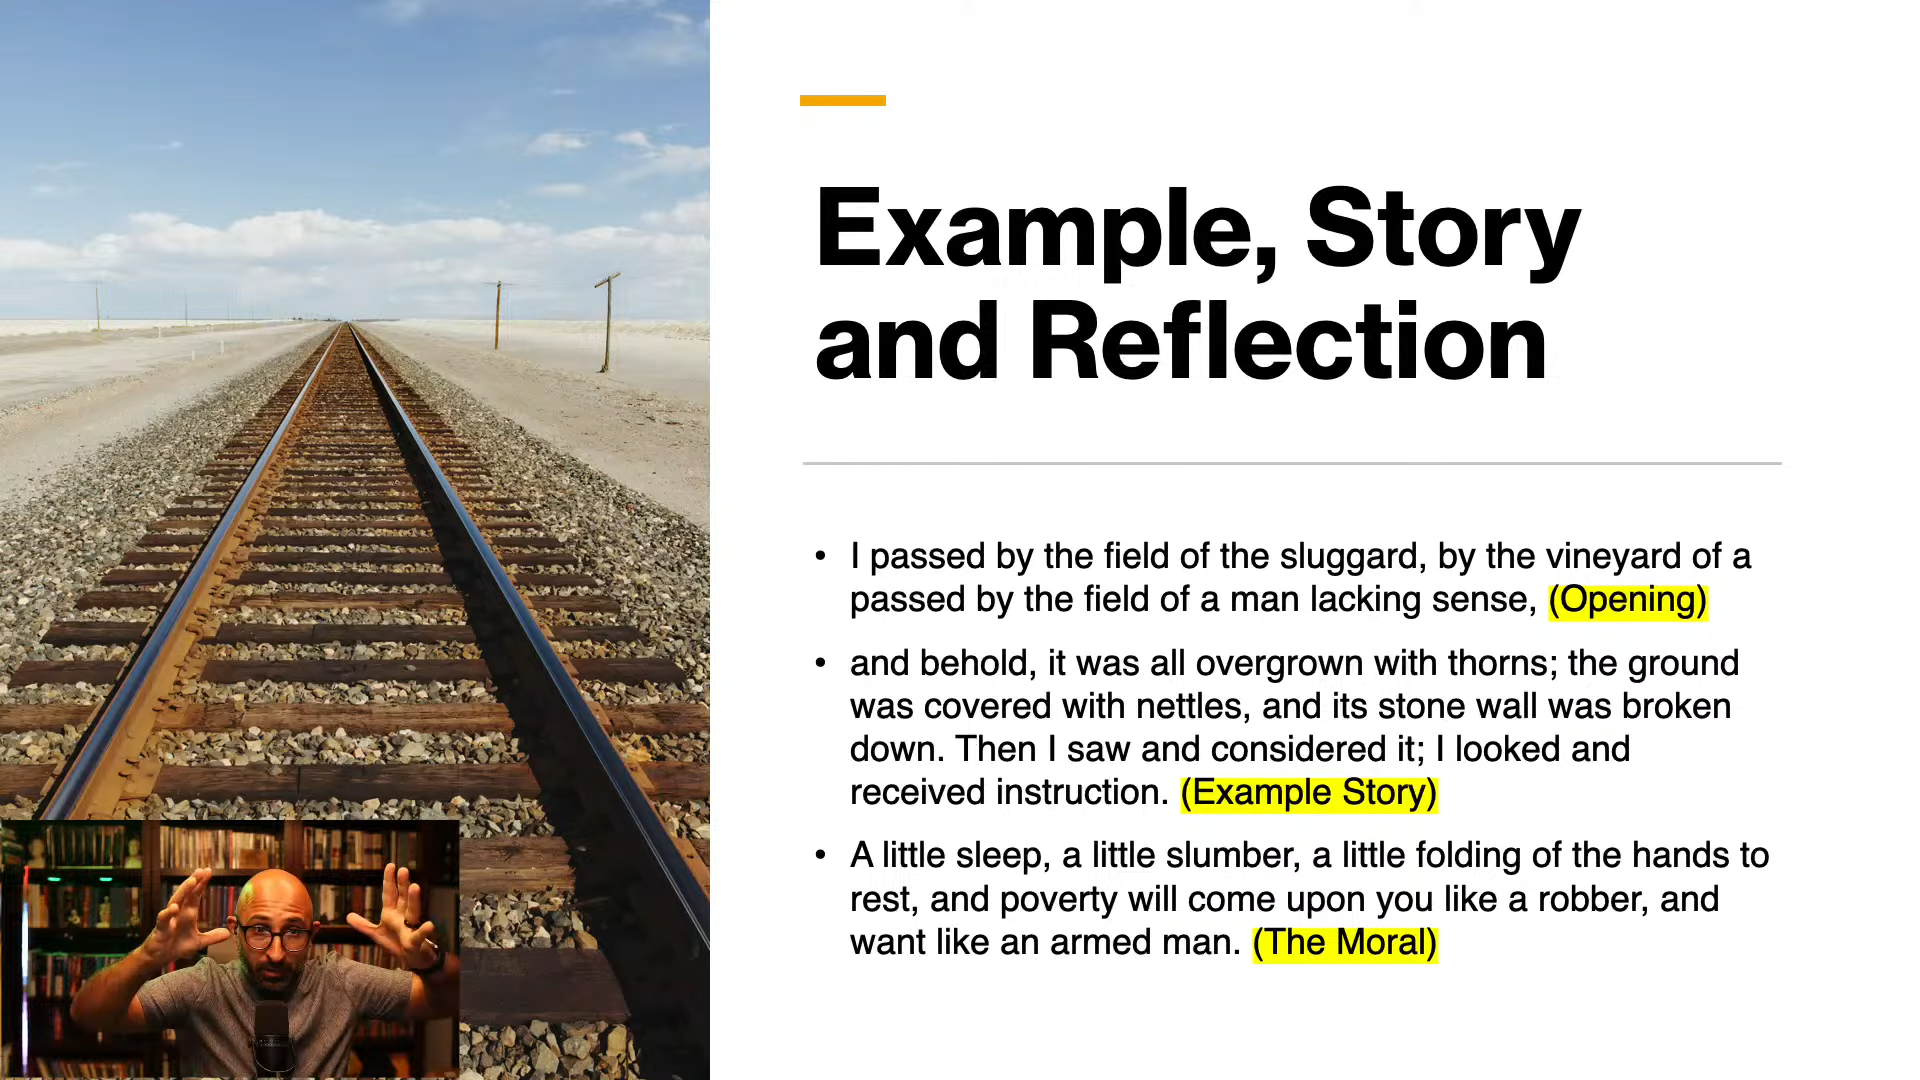 Example, Story
and Reflection
• I passed by the field of the sluggard, by the vineyard of a
passed by the field of a man lacking sense, (Opening)
• and behold, it was all overgrown with thorns; the ground
was covered with nettles, and its stone wall was broken
down. Then I saw and considered it; I looked and
received instruction. (Example Story)
• A little sleep, a little slumber, a little folding of the hands to
rest, and poverty will come upon you like a robber, and
want like an armed man. (The Moral)